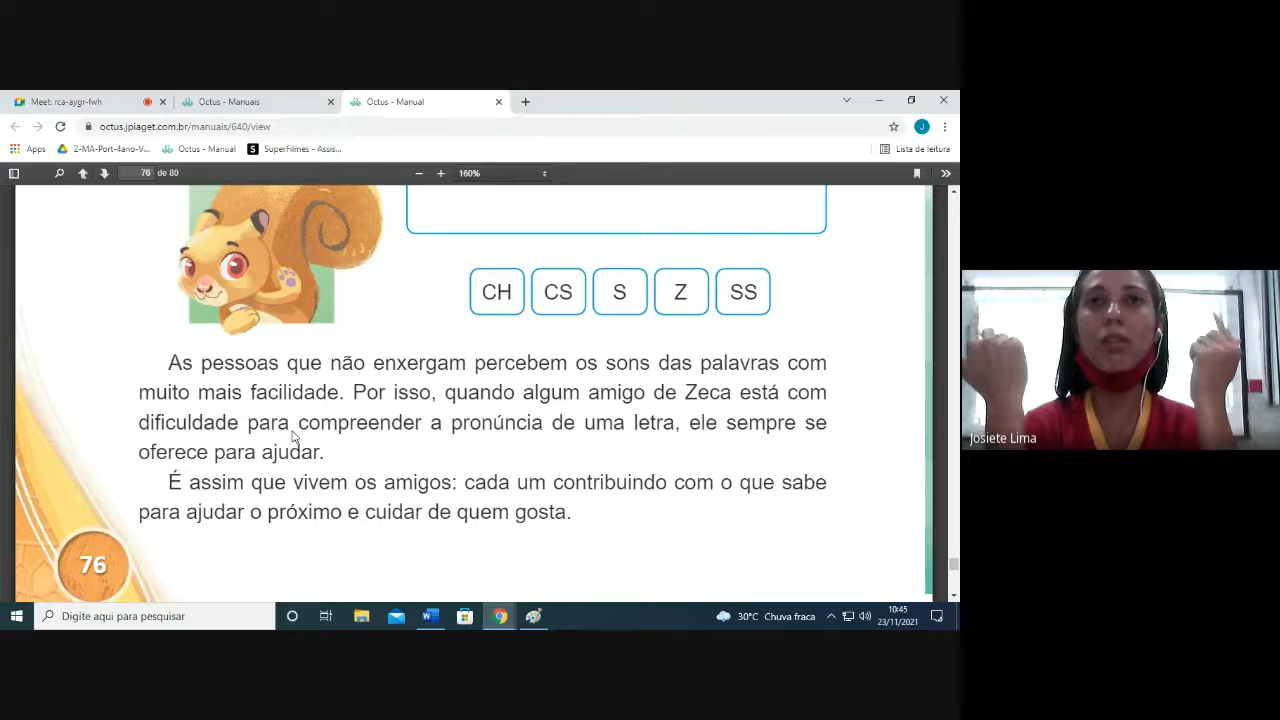 Meet: rca-aygr-fwh
Octus - Manuais
Octus - Manual
octus.jpiaget.com.br/manuais/640/view
Apps
2-MA-Port-4ano-V...
Octus - Manual
S
SuperFilmes - Assis...
Lista de leitura
J
76 de 80
160%
CH CS S Z SS
As pessoas que não enxergam percebem os sons das palavras com
muito mais facilidade. Por isso, quando algum amigo de Zeca está com
dificuldade para compreender a pronúncia de uma letra, ele sempre se
oferece para ajudar.
É assim que vivem os amigos: cada um contribuindo com o que sabe
para ajudar o próximo e cuidar de quem gosta.
76
Josiete Lima
Digite aqui para pesquisar
30°C Chuva fraca
10:45
23/11/2021